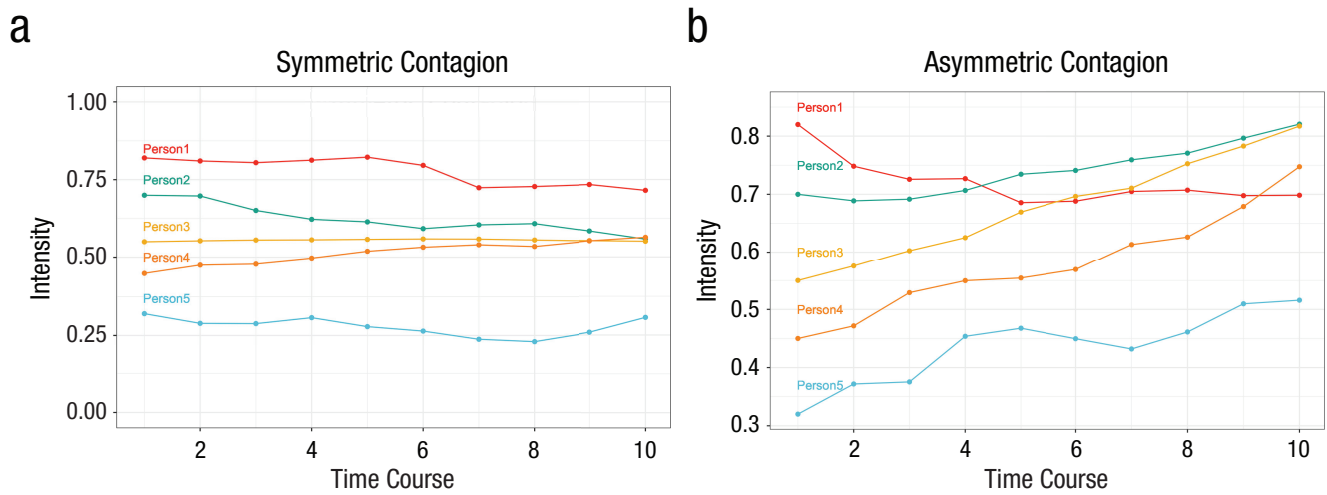 a
Symmetric Contagion
Intensity
1.00
0.75
0.50
0.25
0.00
Person1
Person2
Person3
Person4
Person5
2 4 6 8 10
Time Course
b
Asymmetric Contagion
Intensity
0.8
0.7
0.6
0.5
0.4
0.3
Person1
Person2
Person3
Person4
Person5
2 4 6 8 10
Time Course